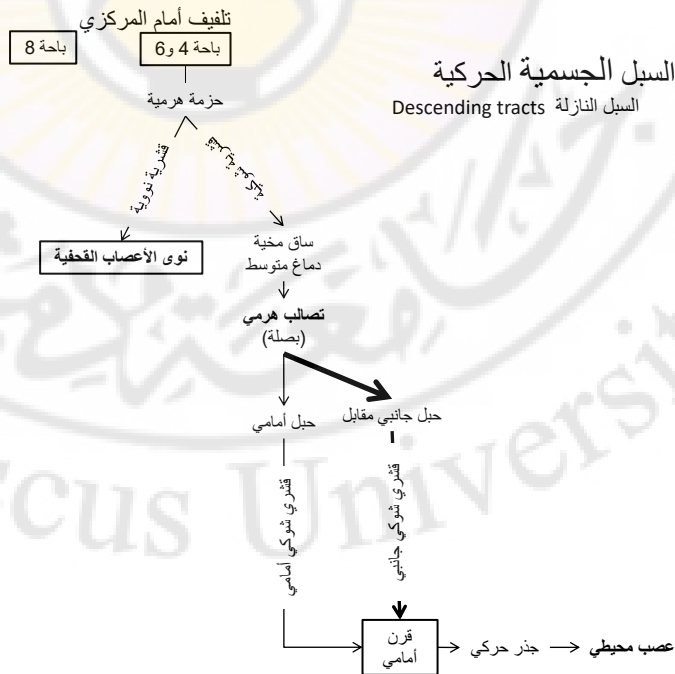 تلفيف أمام المركزي
باحة 4 و6
باحة 8
السبل الجسمية الحركية
السبل النازلة Descending tracts
حزمة هرمية
قشرية نووية
ساق مخية
دماغ متوسط
نوى الأعصاب القحفية
تصالب هرمي
(بصلة)
حبل جانبي مقابل
حبل أمامي
قشري شوكي جانبي
قشري شوكي أمامي
قرن
أمامي
جذر حركي
عصب محيطي
cus Universi